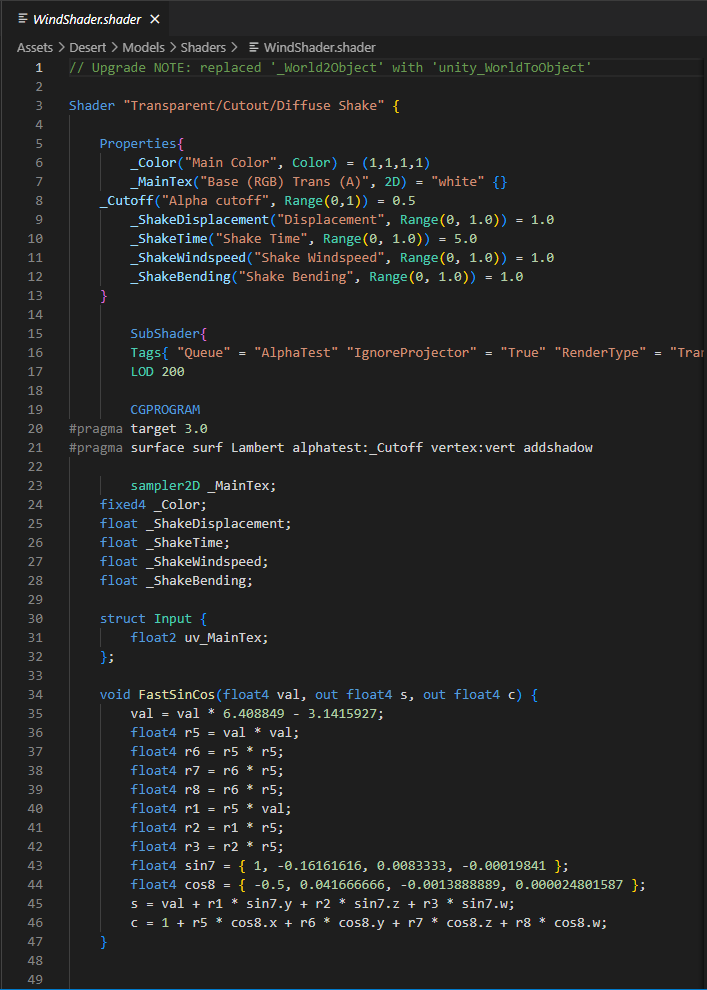 WindShader.shader
Assets > Desert > Models > Shaders > WindShader.shader
1 // Upgrade NOTE: replaced '_World2Object' with 'unity_WorldToObject'
2
3 Shader "Transparent/Cutout/Diffuse Shake" {
4
5 Properties{
6 _Color("Main Color", Color) = (1,1,1,1)
7 _MainTex("Base (RGB) Trans (A)", 2D) = "white" {}
8 _Cutoff("Alpha cutoff", Range(0,1)) = 0.5
9 _ShakeDisplacement("Displacement", Range(0, 1.0)) = 1.0
10 _ShakeTime("Shake Time", Range(0, 1.0)) = 5.0
11 _ShakeWindspeed("Shake Windspeed", Range(0, 1.0)) = 1.0
12 _ShakeBending("Shake Bending", Range(0, 1.0)) = 1.0
13 }
14
15 SubShader{
16 Tags{ "Queue" = "AlphaTest" "IgnoreProjector" = "True" "RenderType" = "Tra
17 LOD 200
18
19 CGPROGRAM
20 #pragma target 3.0
21 #pragma surface surf Lambert alphatest:_Cutoff vertex:vert addshadow
22
23 sampler2D _MainTex;
24 fixed4 _Color;
25 float _ShakeDisplacement;
26 float _ShakeTime;
27 float _ShakeWindspeed;
28 float _ShakeBending;
29
30 struct Input {
31 float2 uv_MainTex;
32 };
33
34 void FastSinCos(float4 val, out float4 s, out float4 c) {
35 val = val * 6.408849 - 3.1415927;
36 float4 r5 = val * val;
37 float4 r6 = r5 * r5;
38 float4 r7 = r6 * r5;
39 float4 r8 = r6 * r5;
40 float4 r1 = r5 * val;
41 float4 r2 = r1 * r5;
42 float4 r3 = r2 * r5;
43 float4 sin7 = { 1, -0.16161616, 0.0083333, -0.00019841 };
44 float4 cos8 = { -0.5, 0.041666666, -0.0013888889, 0.000024801587 };
45 s = val + r1 * sin7.y + r2 * sin7.z + r3 * sin7.w;
46 c = 1 + r5 * cos8.x + r6 * cos8.y + r7 * cos8.z + r8 * cos8.w;
47 }
48
49